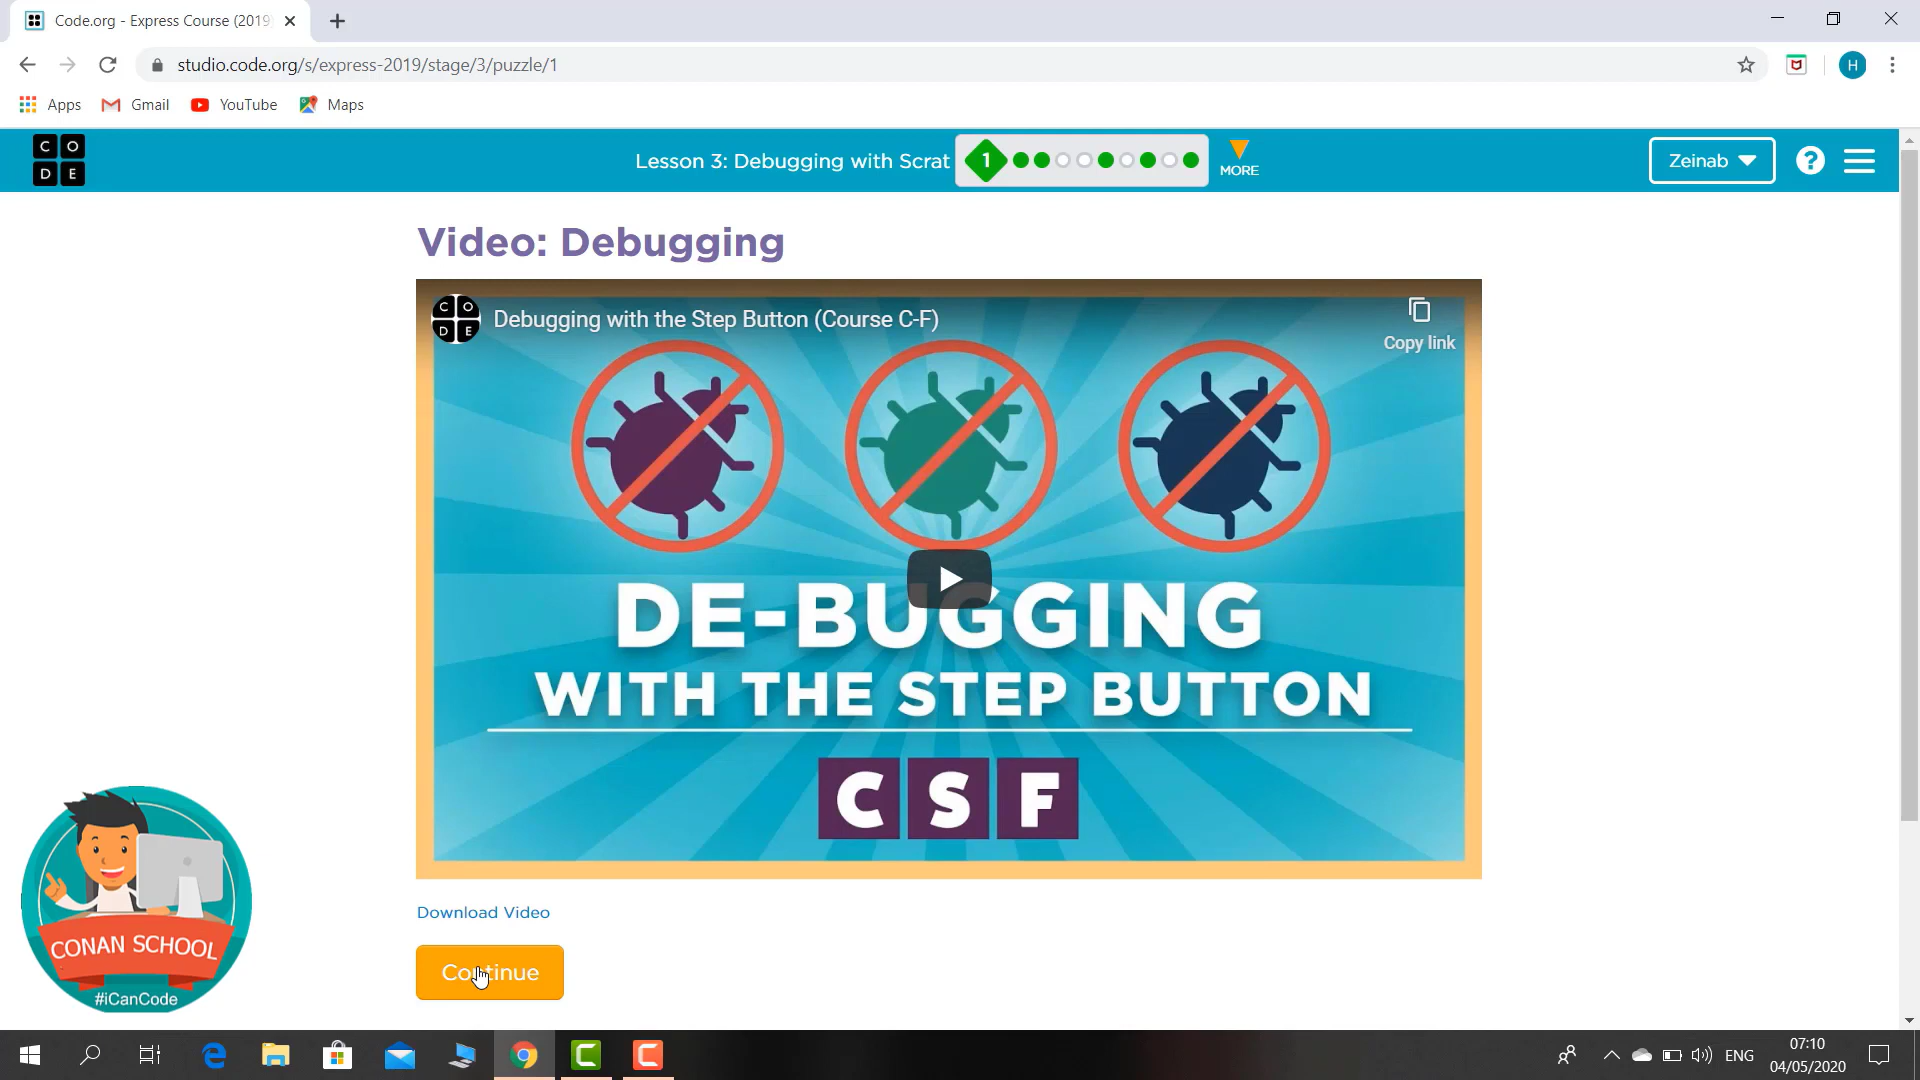 Code.org - Express Course (2019)
studio.code.org/s/express-2019/stage/3/puzzle/1
Apps
Gmail
YouTube
Maps
C O
D E
Lesson 3: Debugging with Scrat
1
MORE
Zeinab
?
H
Video: Debugging
C O
D E
Debugging with the Step Button (Course C-F)
Copy link
DE-BUGGING
WITH THE STEP BUTTON
CSF
Download Video
Continue
CONAN SCHOOL
#iCanCode
ENG
07:10
04/05/2020